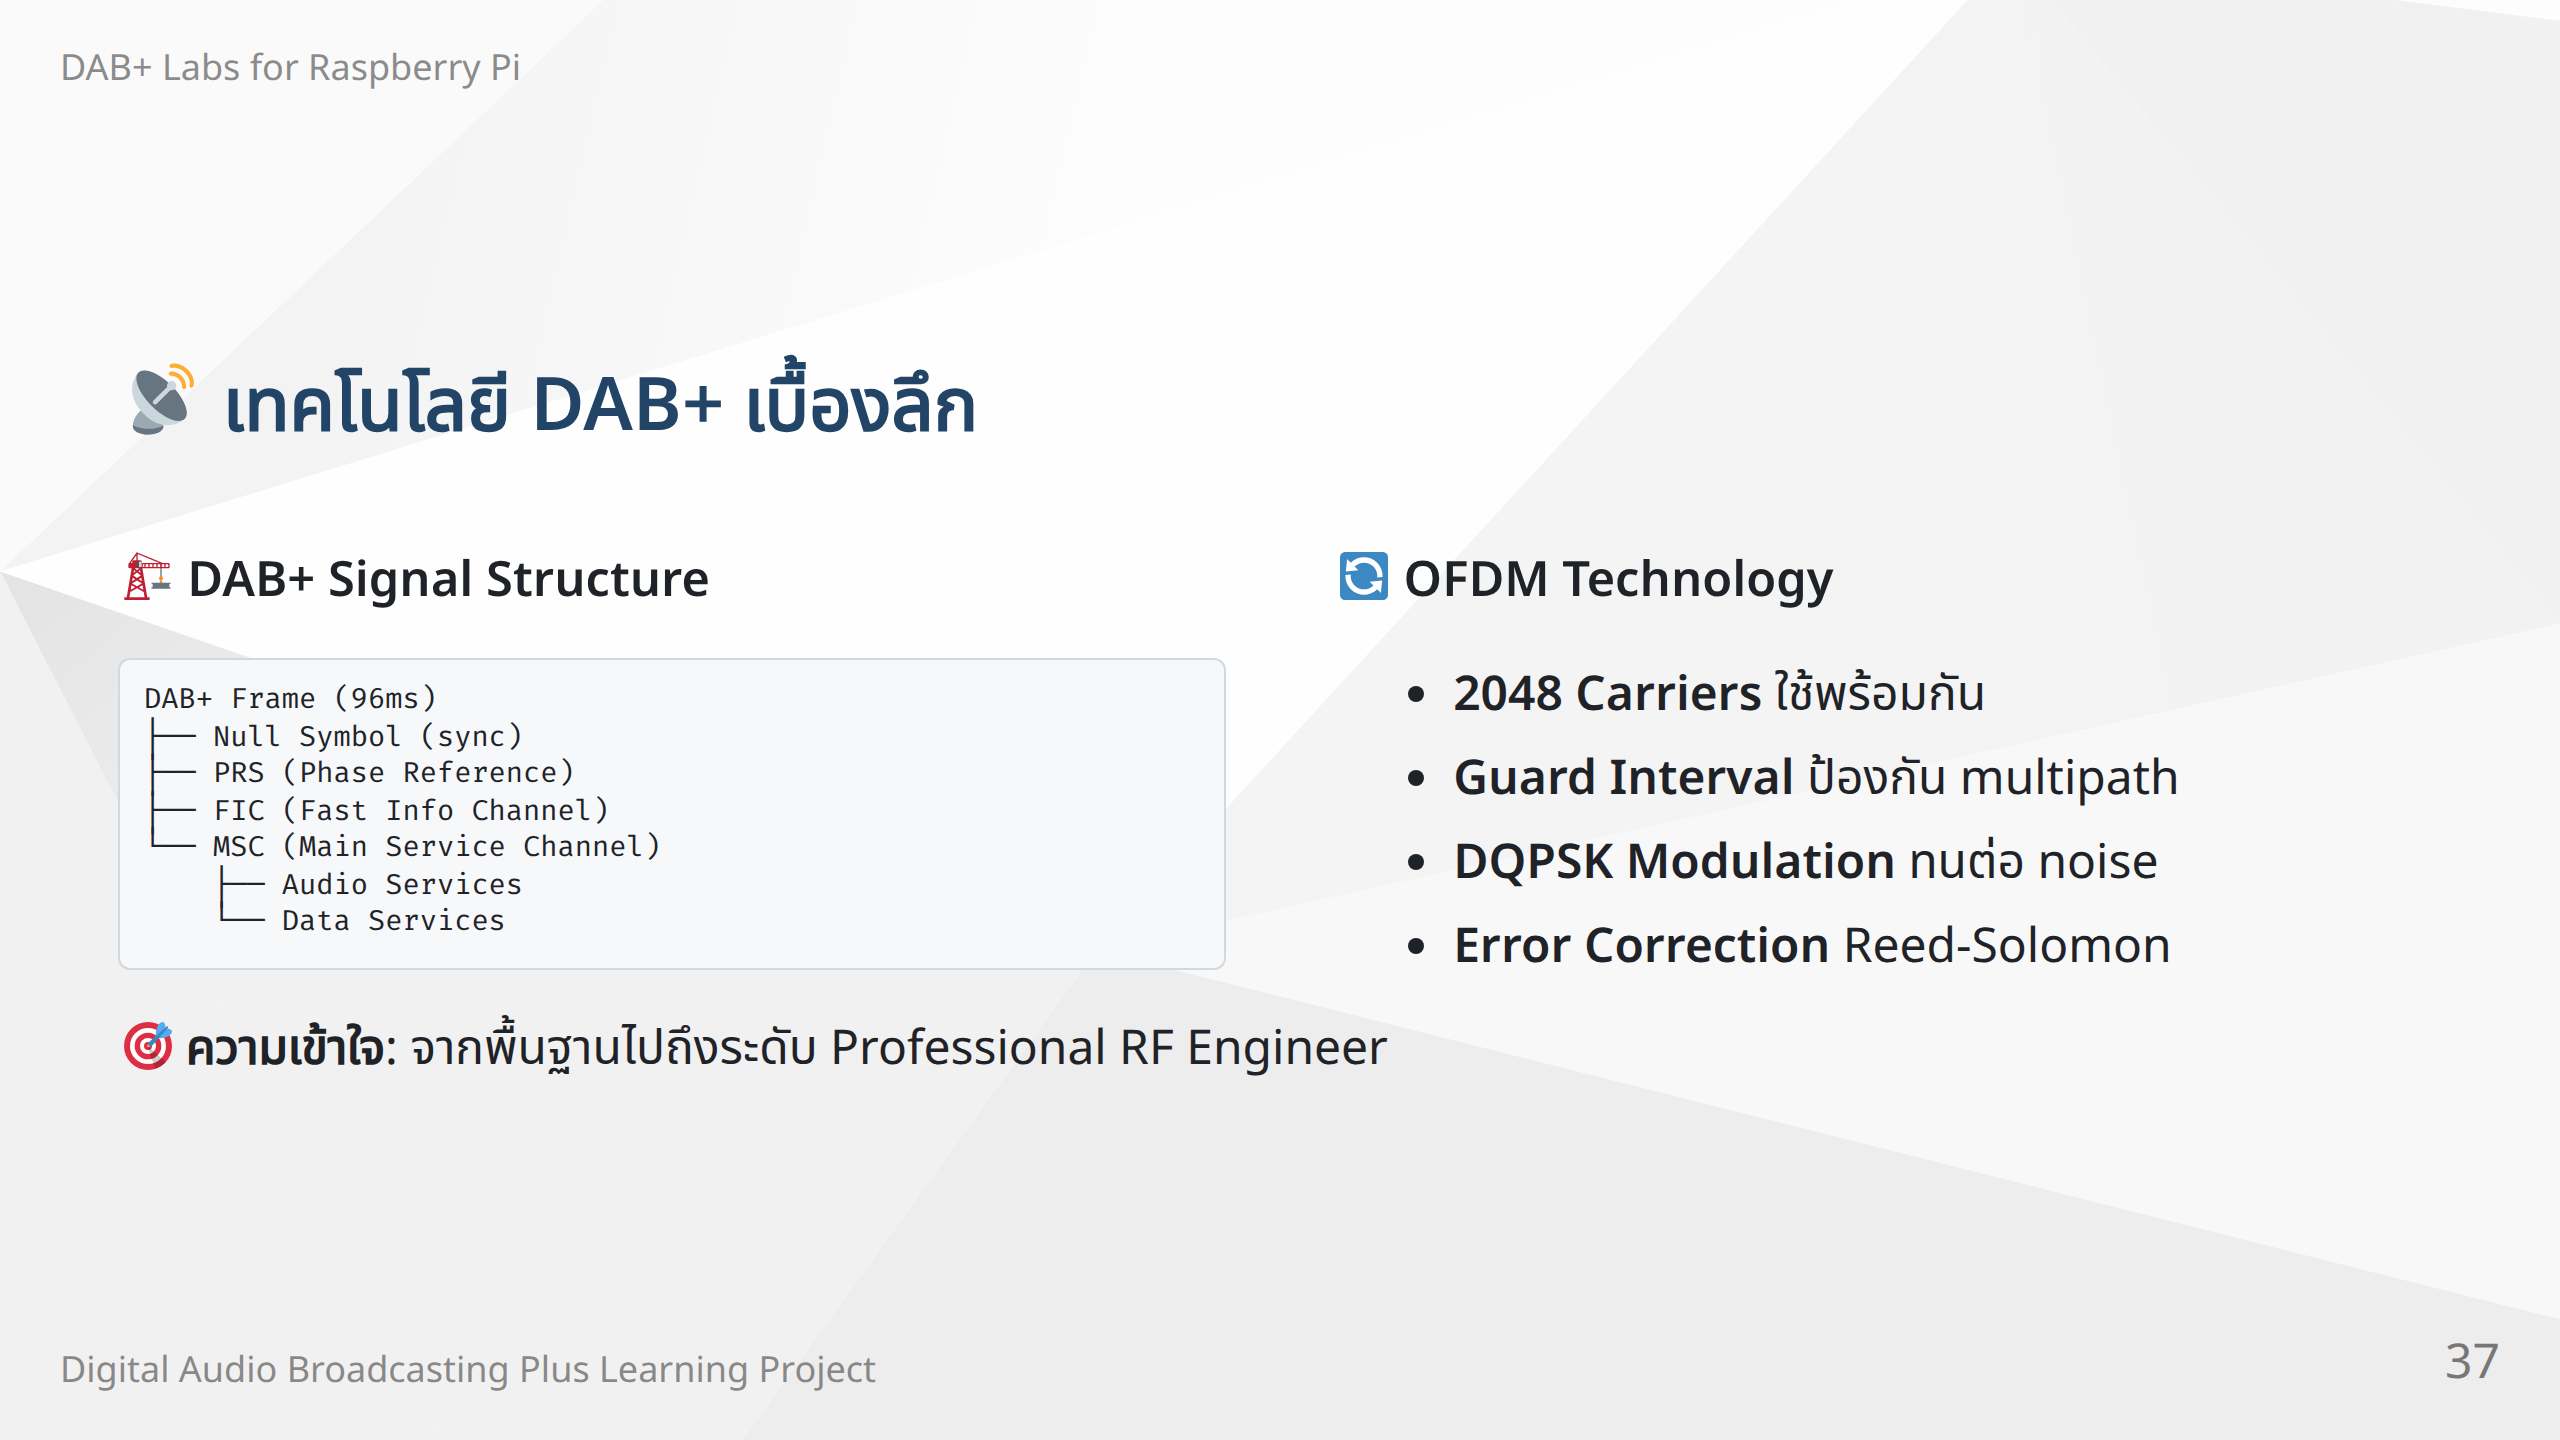 DAB+ Labs for Raspberry Pi
เทคโนโลยี DAB+ เบื้องลึก
DAB+ Signal Structure
DAB+ Frame (96ms)
├── Null Symbol (sync)
├── PRS (Phase Reference)
├── FIC (Fast Info Channel)
└── MSC (Main Service Channel)
    ├── Audio Services
    └── Data Services
OFDM Technology
• 2048 Carriers ใช้พร้อมกัน
• Guard Interval ป้องกัน multipath
• DQPSK Modulation ทนต่อ noise
• Error Correction Reed-Solomon
ความเข้าใจ: จากพื้นฐานไปถึงระดับ Professional RF Engineer
Digital Audio Broadcasting Plus Learning Project
37